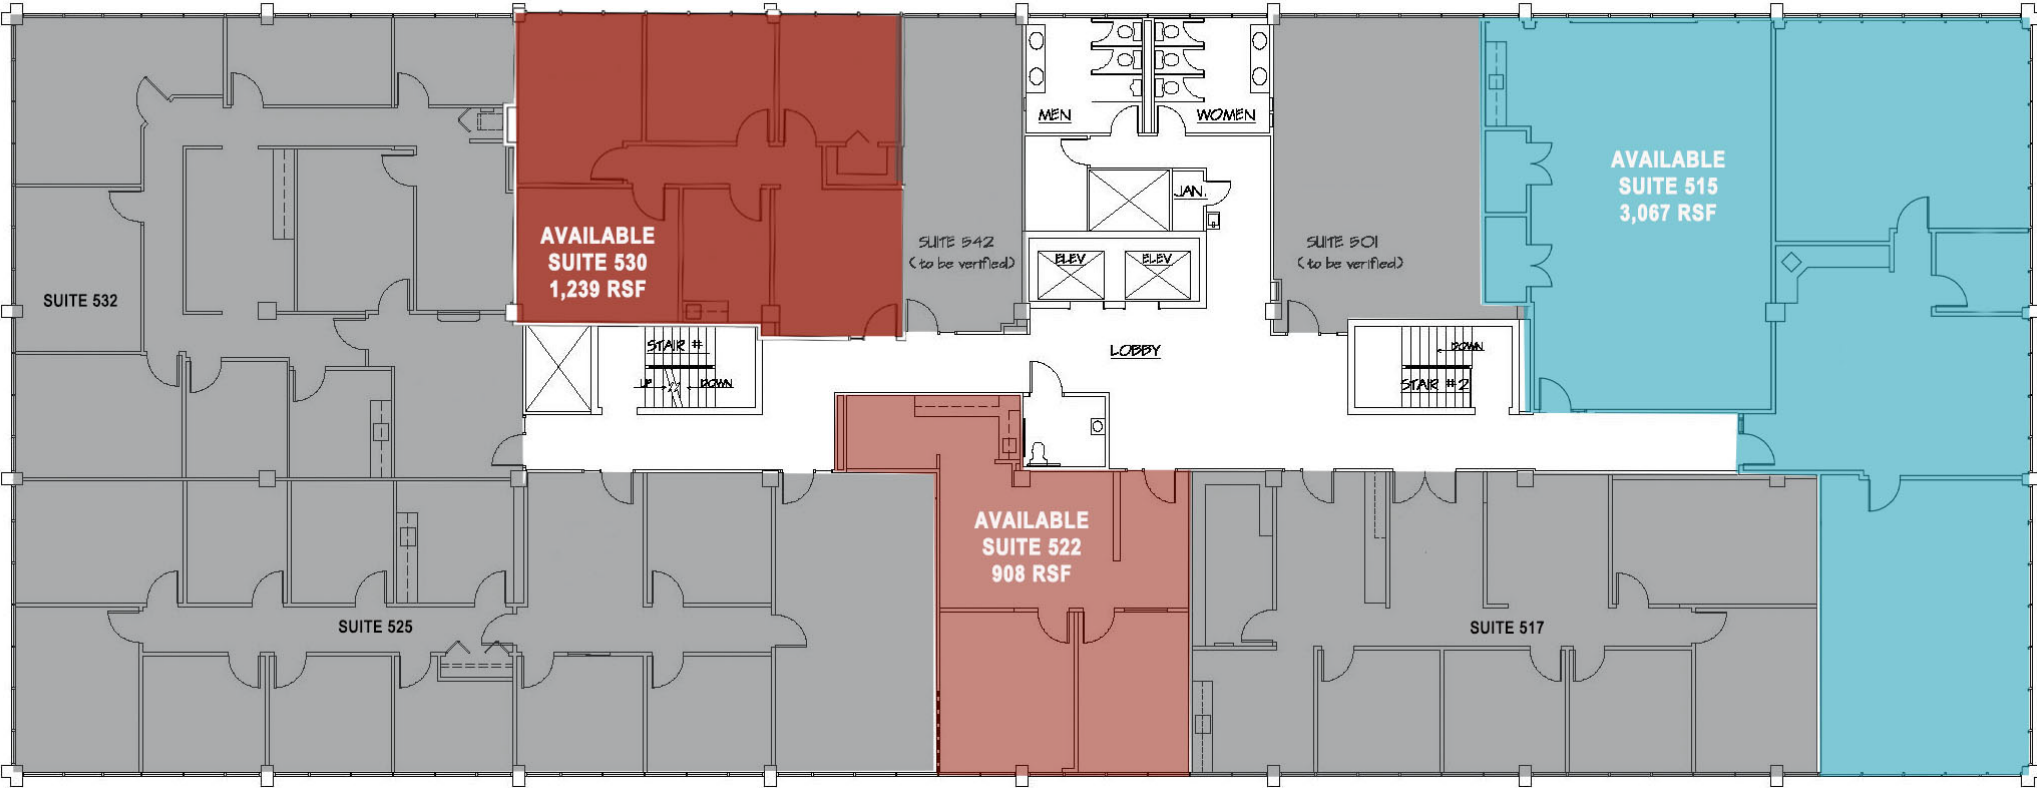 MEN
WOMEN
AVAILABLE
SUITE 515
3,067 RSF
JAN.
AVAILABLE
SUITE 530
1,239 RSF
SUITE 542
(to be verified)
SUITE 501
(to be verified)
ELEV
ELEV
SUITE 532
STAIR #
UP
DOWN
LOBBY
DOWN
STAIR #2
AVAILABLE
SUITE 522
908 RSF
SUITE 525
SUITE 517